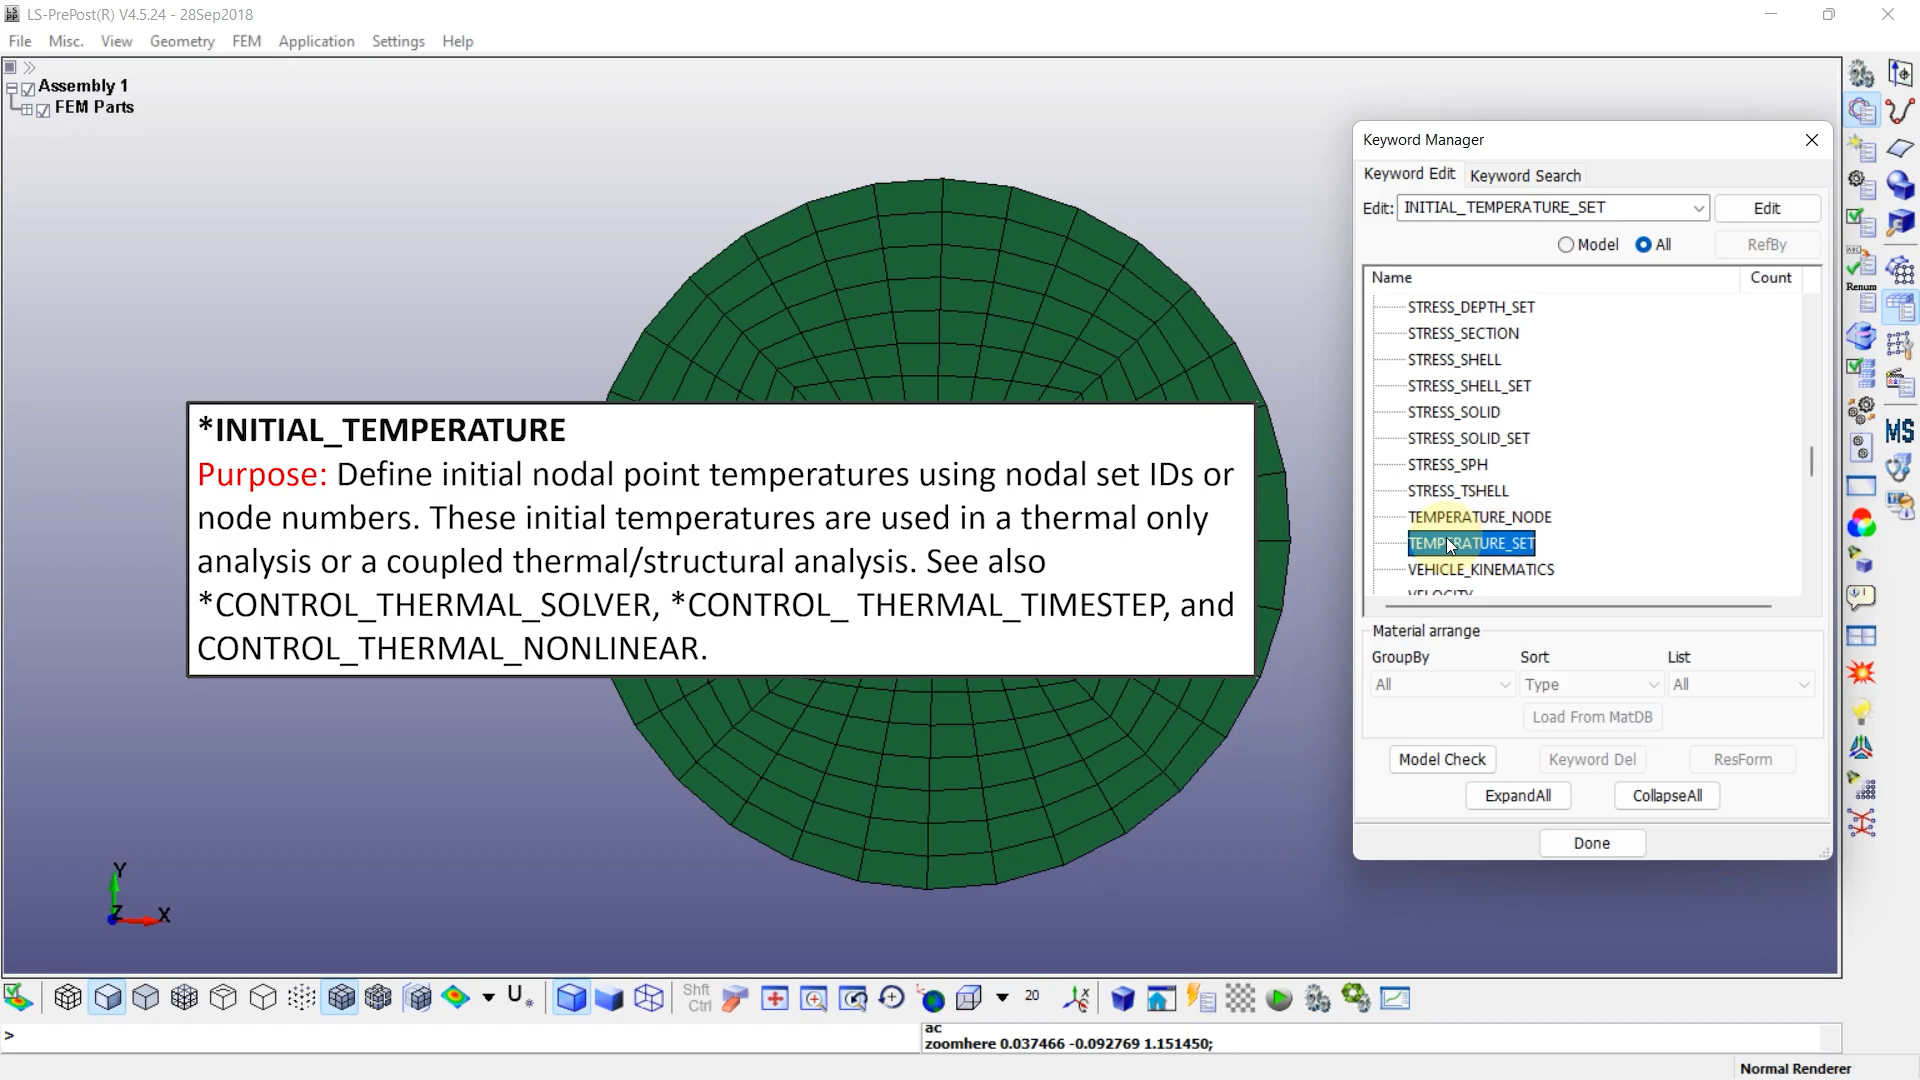 LS-PrePost(R) V4.5.24 - 28Sep2018
File Misc. View Geometry FEM Application Settings Help
Assembly 1
FEM Parts
*INITIAL_TEMPERATURE
Purpose: Define initial nodal point temperatures using nodal set IDs or
node numbers. These initial temperatures are used in a thermal only
analysis or a coupled thermal/structural analysis. See also
*CONTROL_THERMAL_SOLVER, *CONTROL_ THERMAL_TIMESTEP, and
CONTROL_THERMAL_NONLINEAR.
Keyword Manager
Keyword Edit Keyword Search
Edit: INITIAL_TEMPERATURE_SET Edit
Model All RefBy
Name Count
STRESS_DEPTH_SET
STRESS_SECTION
STRESS_SHELL
STRESS_SHELL_SET
STRESS_SOLID
STRESS_SOLID_SET
STRESS_SPH
STRESS_TSHELL
TEMPERATURE_NODE
TEMPERATURE_SET
VEHICLE_KINEMATICS
VELOCITY
Material arrange
GroupBy Sort List
All Type All
Load From MatDB
Model Check Keyword Del ResForm
ExpandAll CollapseAll
Done
Renum
MS
Y
Z X
Shft
Ctrl
20
>
ac
zoomhere 0.037466 -0.092769 1.151450;
Normal Renderer